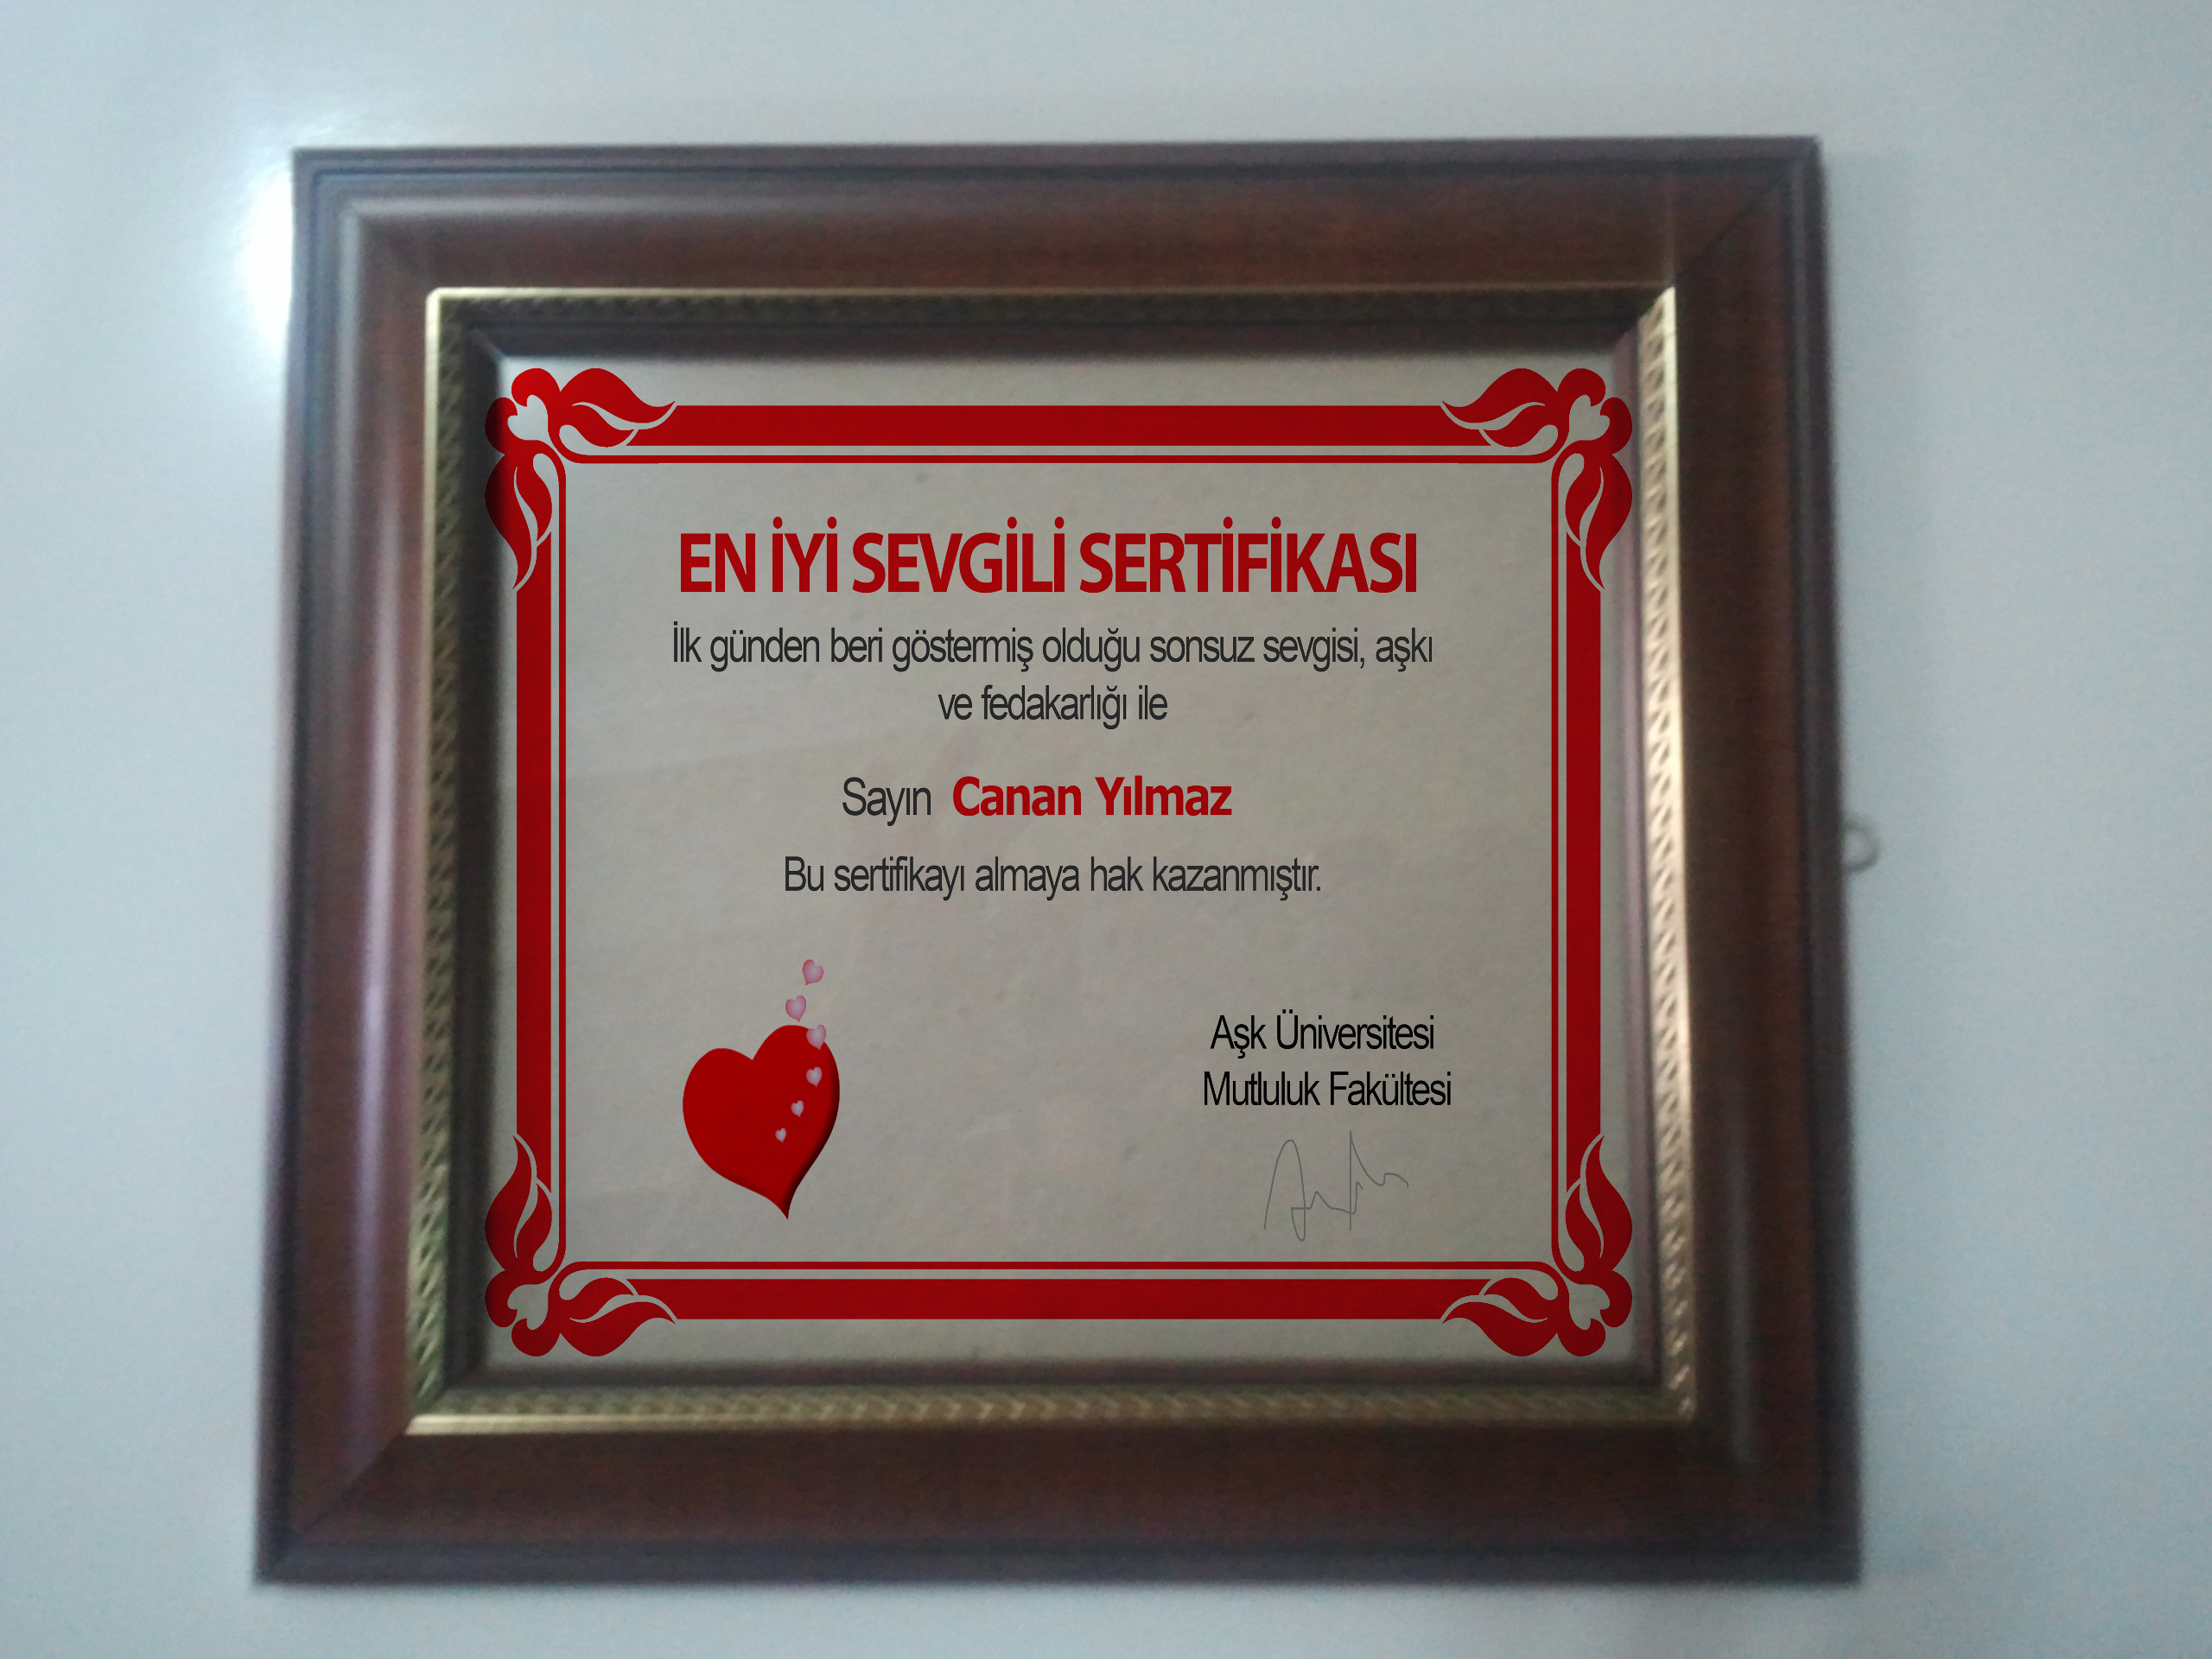 EN İYİ SEVGİLİ SERTİFİKASI
İlk günden beri göstermiş olduğu sonsuz sevgisi, aşkı
ve fedakarlığı ile
Sayın Canan Yılmaz
Bu sertifikayı almaya hak kazanmıştır.
Aşk Üniversitesi
Mutluluk Fakültesi